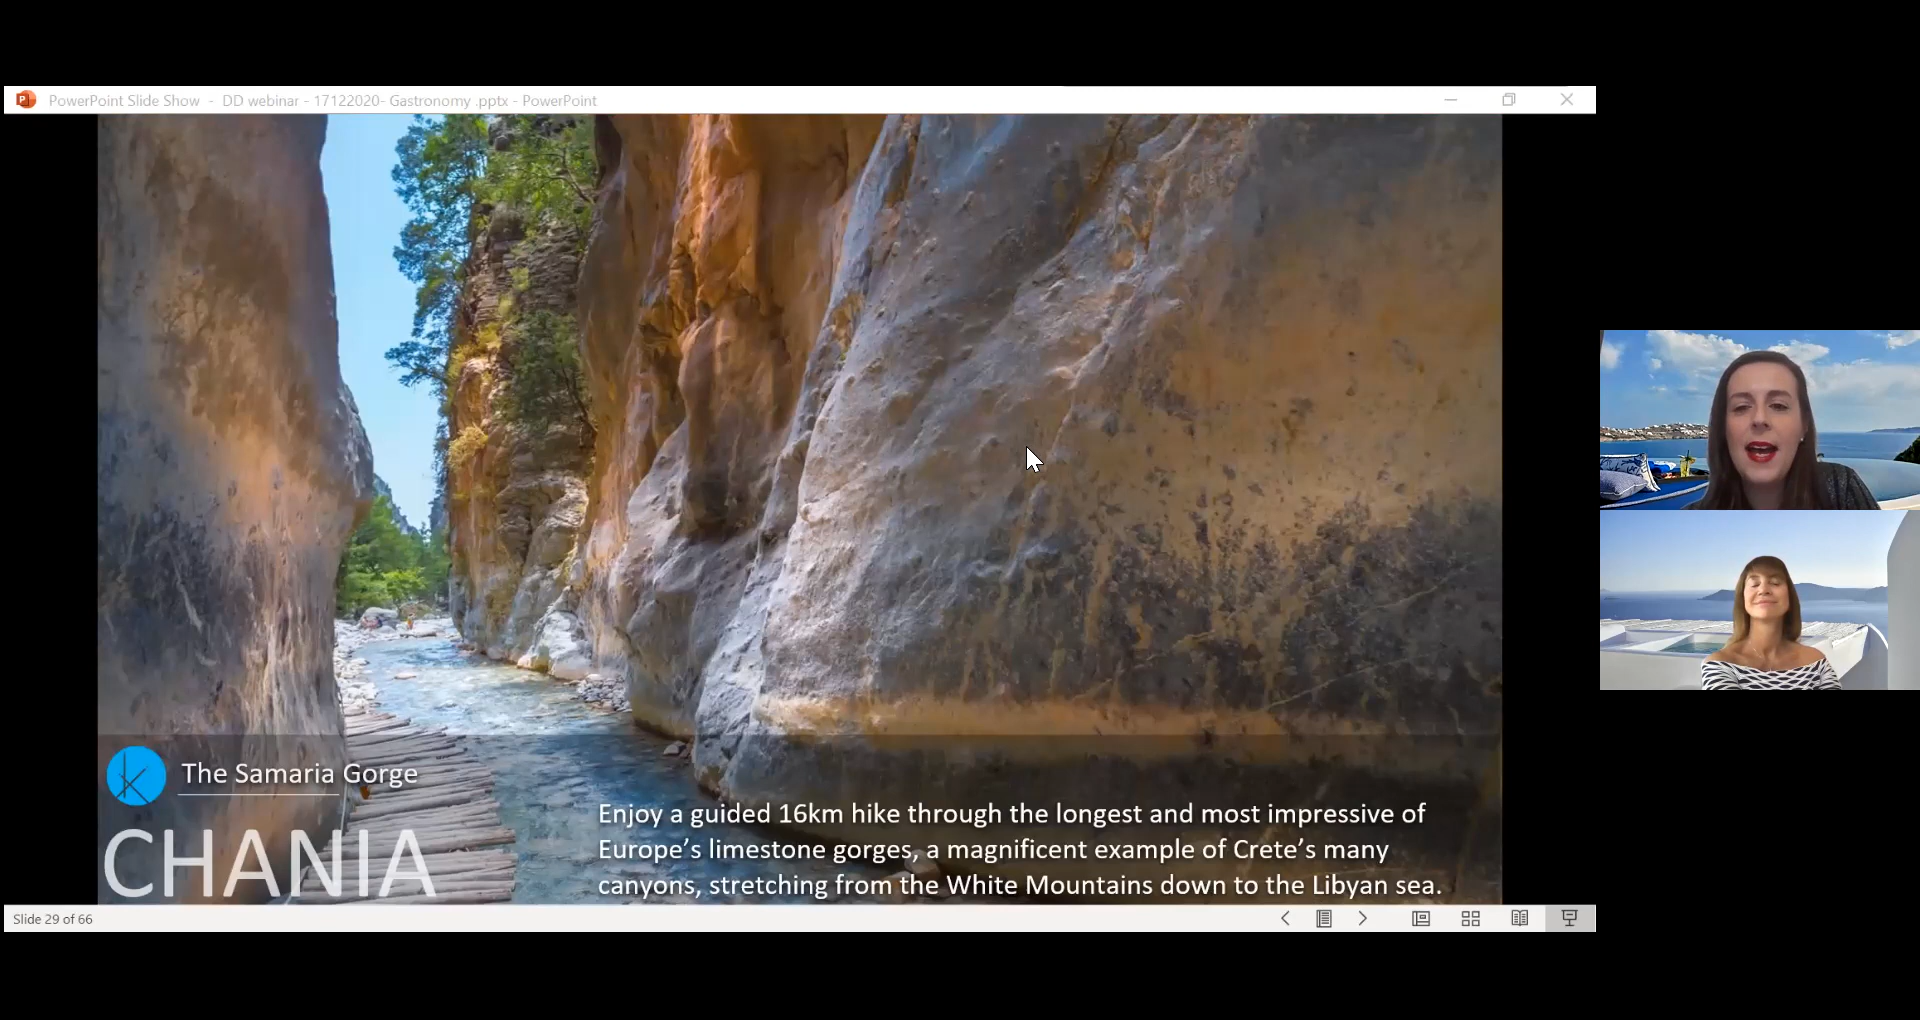 PowerPoint Slide Show - DD webinar - 17122020- Gastronomy .pptx - PowerPoint
The Samaria Gorge
CHANIA
Enjoy a guided 16km hike through the longest and most impressive of
Europe’s limestone gorges, a magnificent example of Crete’s many
canyons, stretching from the White Mountains down to the Libyan sea.
Slide 29 of 66